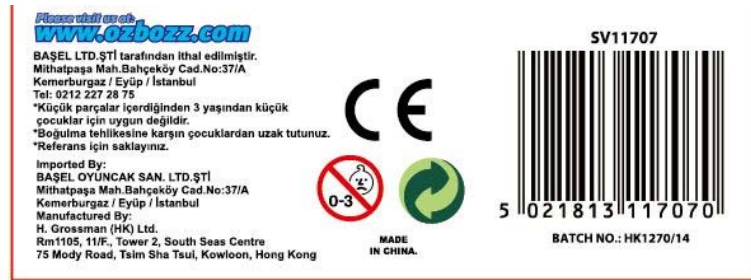 Please visit us at:
www.ozbozz.com
BAŞEL LTD.ŞTİ tarafından ithal edilmiştir.
Mithatpaşa Mah.Bahçeköy Cad.No:37/A
Kemerburgaz / Eyüp / İstanbul
Tel: 0212 227 28 75
*Küçük parçalar içerdiğinden 3 yaşından küçük
çocuklar için uygun değildir.
*Boğulma tehlikesine karşın çocuklardan uzak tutunuz.
*Referans için saklayınız.
Imported By:
BAŞEL OYUNCAK SAN. LTD.ŞTİ
Mithatpaşa Mah.Bahçeköy Cad.No:37/A
Kemerburgaz / Eyüp / İstanbul
Manufactured By:
H. Grossman (HK) Ltd.
Rm1105, 11/F., Tower 2, South Seas Centre
75 Mody Road, Tsim Sha Tsui, Kowloon, Hong Kong
CE
0-3
MADE
IN CHINA.
SV11707
5 021813 117070
BATCH NO.: HK1270/14